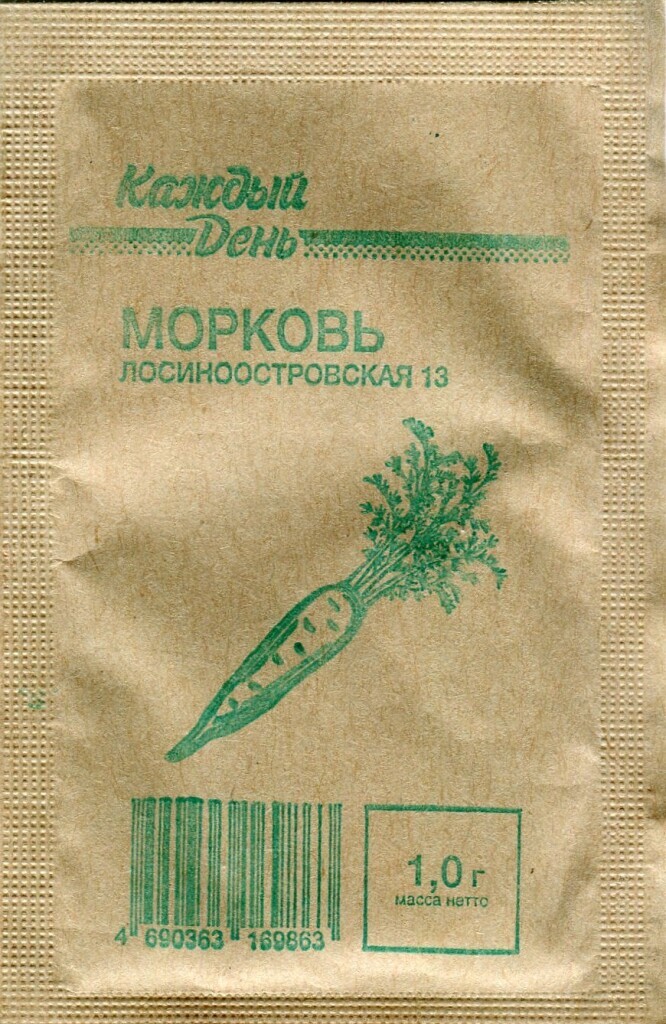 Каждый
День
МОРКОВЬ
ЛОСИНООСТРОВСКАЯ 13
1,0 г
масса нетто
4 690363 169863